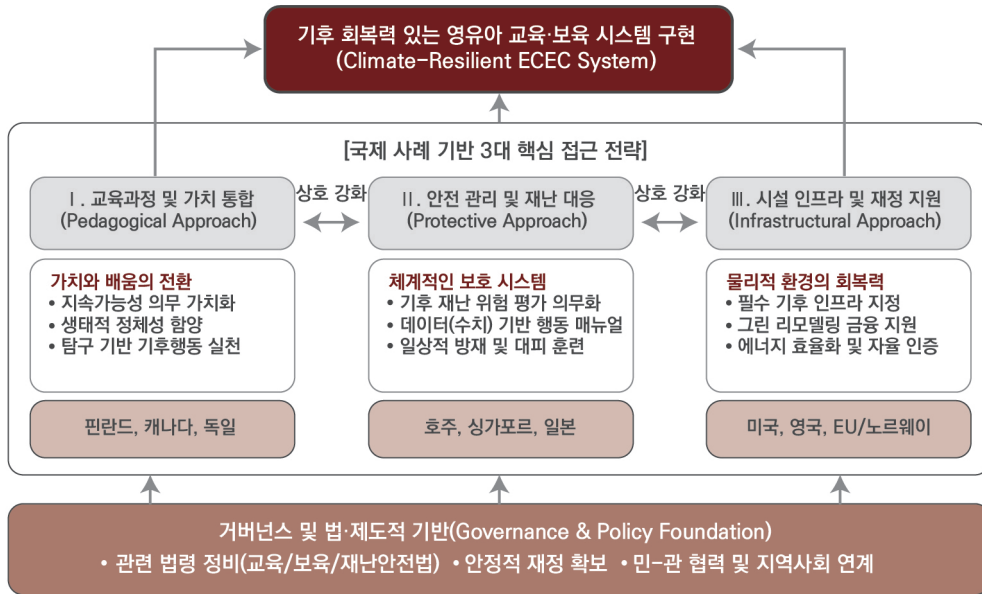 기후 회복력 있는 영유아 교육·보육 시스템 구현
(Climate-Resilient ECEC System)
[국제 사례 기반 3대 핵심 접근 전략]
Ⅰ. 교육과정 및 가치 통합
(Pedagogical Approach)
상호 강화
Ⅱ. 안전 관리 및 재난 대응
(Protective Approach)
상호 강화
Ⅲ. 시설 인프라 및 재정 지원
(Infrastructural Approach)
가치와 배움의 전환
• 지속가능성 의무 가치화
• 생태적 정체성 함양
• 탐구 기반 기후행동 실천
체계적인 보호 시스템
• 기후 재난 위험 평가 의무화
• 데이터(수치) 기반 행동 매뉴얼
• 일상적 방재 및 대피 훈련
물리적 환경의 회복력
• 필수 기후 인프라 지정
• 그린 리모델링 금융 지원
• 에너지 효율화 및 자율 인증
핀란드, 캐나다, 독일
호주, 싱가포르, 일본
미국, 영국, EU/노르웨이
거버넌스 및 법·제도적 기반(Governance & Policy Foundation)
• 관련 법령 정비(교육/보육/재난안전법) • 안정적 재정 확보 • 민-관 협력 및 지역사회 연계